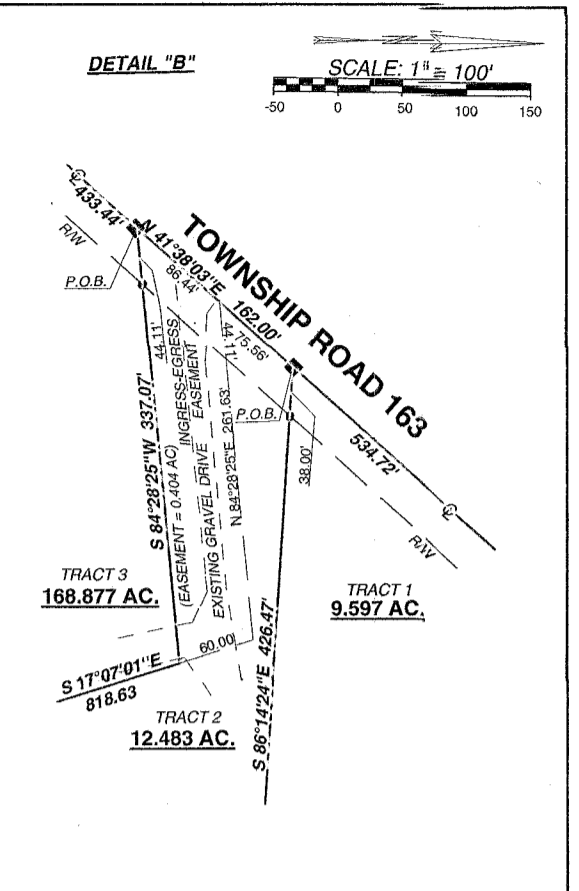 DETAIL "B"
SCALE: 1" = 100'
-50 0 50 100 150
℄
433.44'
R/W
N 41°38'03"E 162.00'
TOWNSHIP ROAD 163
86.44'
75.56'
P.O.B.
44.11'
44.11'
INGRESS-EGRESS
EASEMENT
(EASEMENT = 0.404 AC)
EXISTING GRAVEL DRIVE
N 84°28'25"E 261.63'
S 84°28'25"W 337.07'
P.O.B.
38.00'
534.72'
℄
R/W
TRACT 3
168.877 AC.
TRACT 1
9.597 AC.
60.00'
S 17°07'01"E
818.63
S 86°14'24"E 426.47'
TRACT 2
12.483 AC.